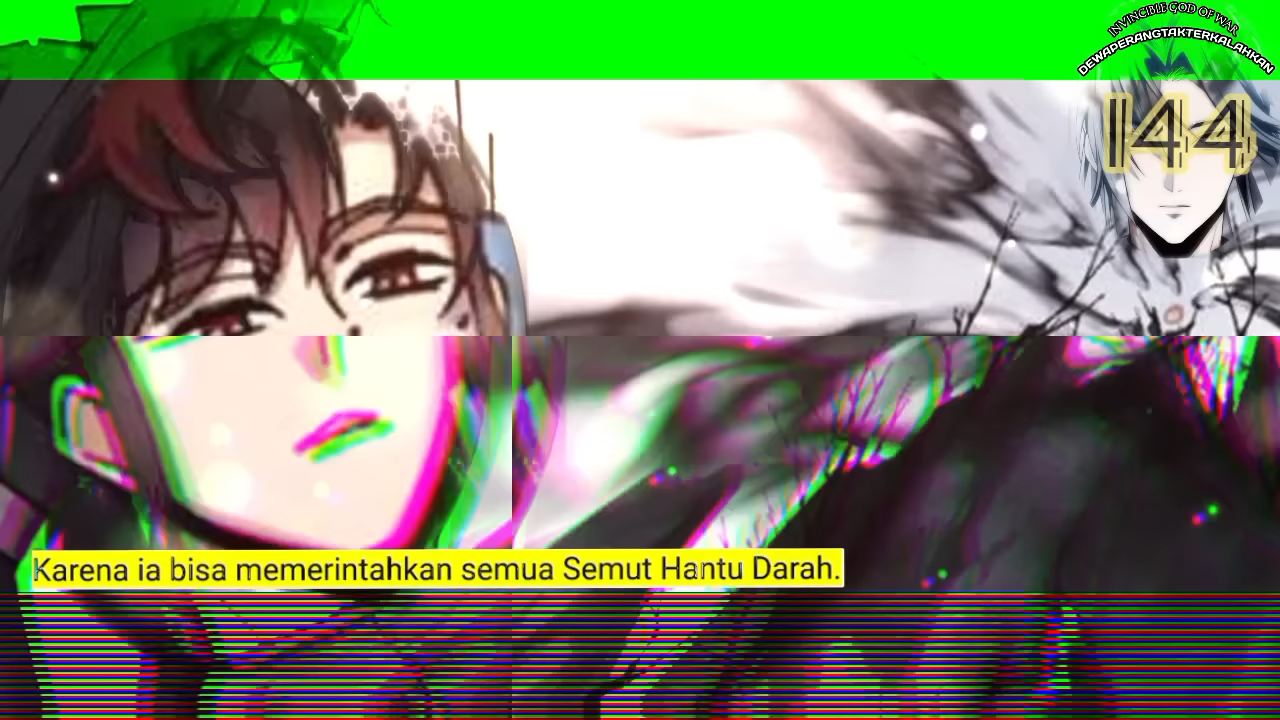 INVINCIBLE GOD OF WAR
DEWAPERANGTAKTERKALAHKAN
144
Karena ia bisa memerintahkan semua Semut Hantu Darah.